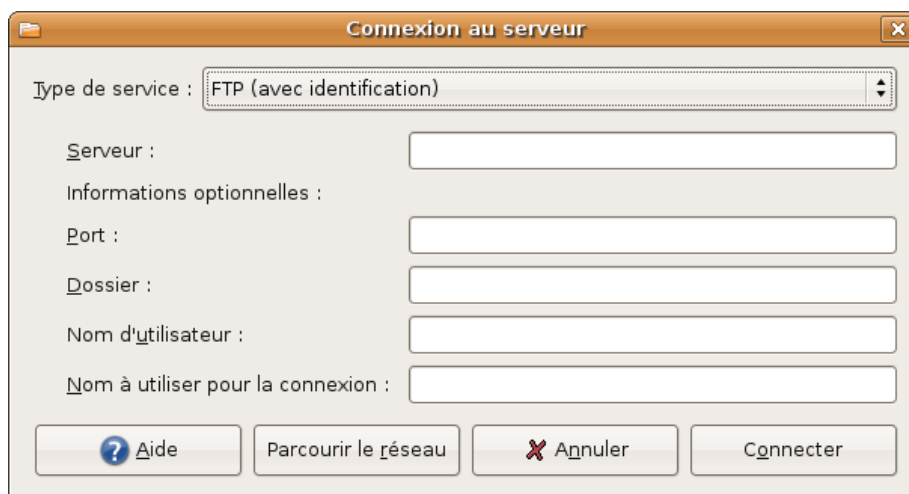 Connexion au serveur
Type de service : FTP (avec identification)
Serveur :
Informations optionnelles :
Port :
Dossier :
Nom d'utilisateur :
Nom à utiliser pour la connexion :
Aide Parcourir le réseau Annuler Connecter